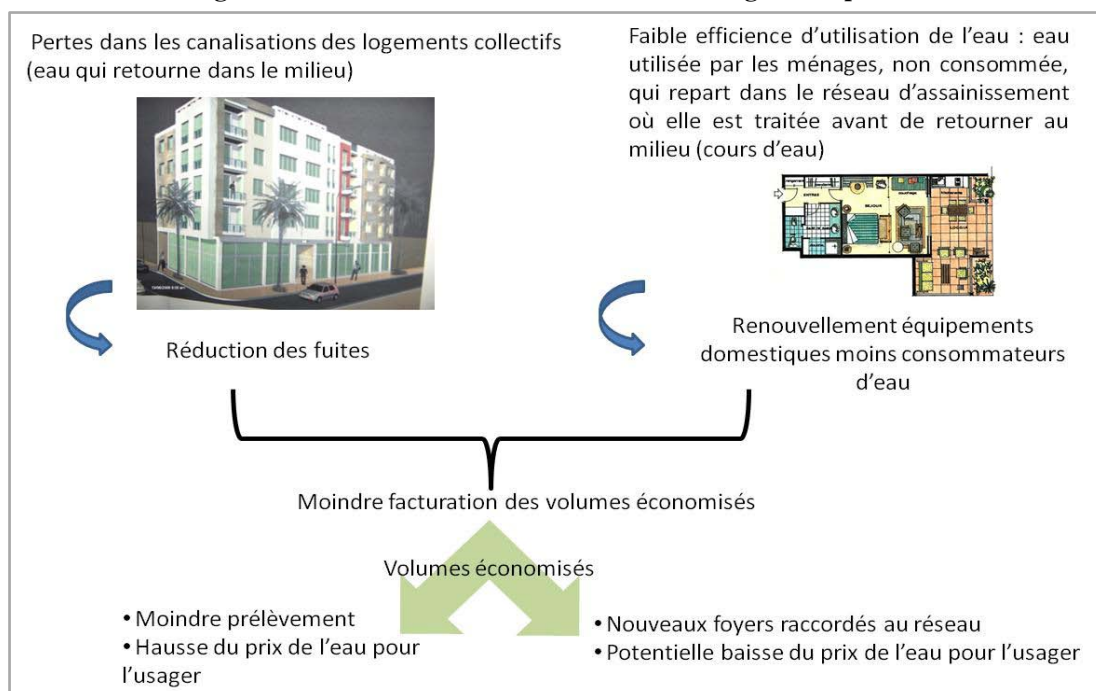 Pertes dans les canalisations des logements collectifs
(eau qui retourne dans le milieu)
Faible efficience d'utilisation de l'eau : eau
utilisée par les ménages, non consommée,
qui repart dans le réseau d'assainissement
où elle est traitée avant de retourner au
milieu (cours d'eau)
ENTREE
SEJOUR
Réduction des fuites
Renouvellement équipements
domestiques moins consommateurs
d'eau
Moindre facturation des volumes économisés
Volumes économisés
• Moindre prélèvement
• Hausse du prix de l'eau pour
l'usager
• Nouveaux foyers raccordés au réseau
• Potentielle baisse du prix de l'eau pour l'usager